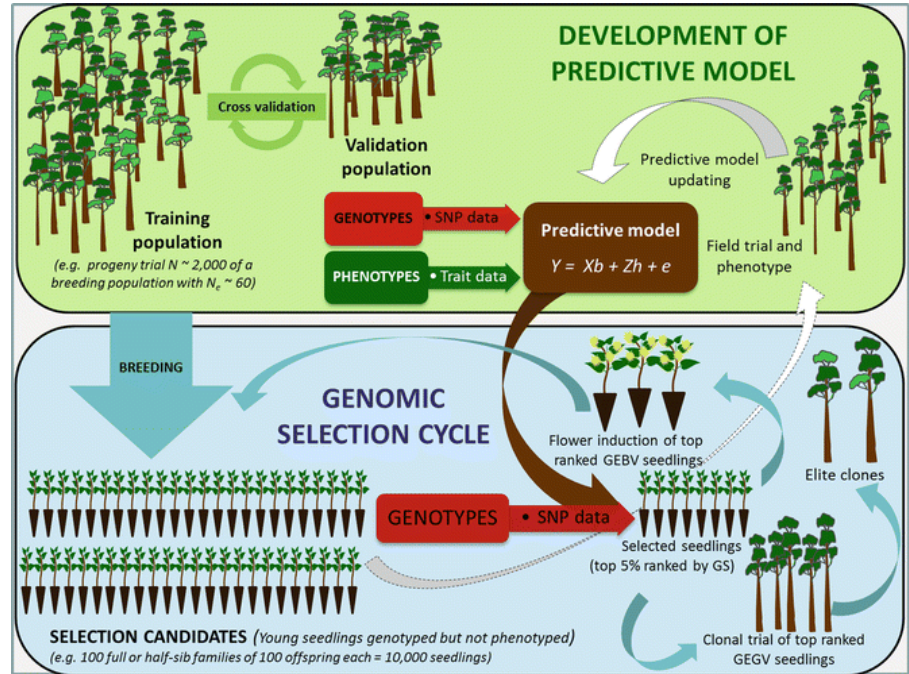 DEVELOPMENT OF
PREDICTIVE MODEL
Cross validation
Validation
population
Training
population
(e.g. progeny trial N ~ 2,000 of a
breeding population with Ne ~ 60)
GENOTYPES • SNP data
PHENOTYPES • Trait data
Predictive model
Y = Xb + Zh + e
Predictive model
updating
Field trial and
phenotype
BREEDING
GENOMIC
SELECTION CYCLE
Flower induction of top
ranked GEBV seedlings
Elite clones
GENOTYPES • SNP data
Selected seedlings
(top 5% ranked by GS)
Clonal trial of top ranked
GEGV seedlings
SELECTION CANDIDATES (Young seedlings genotyped but not phenotyped)
(e.g. 100 full or half-sib families of 100 offspring each = 10,000 seedlings)